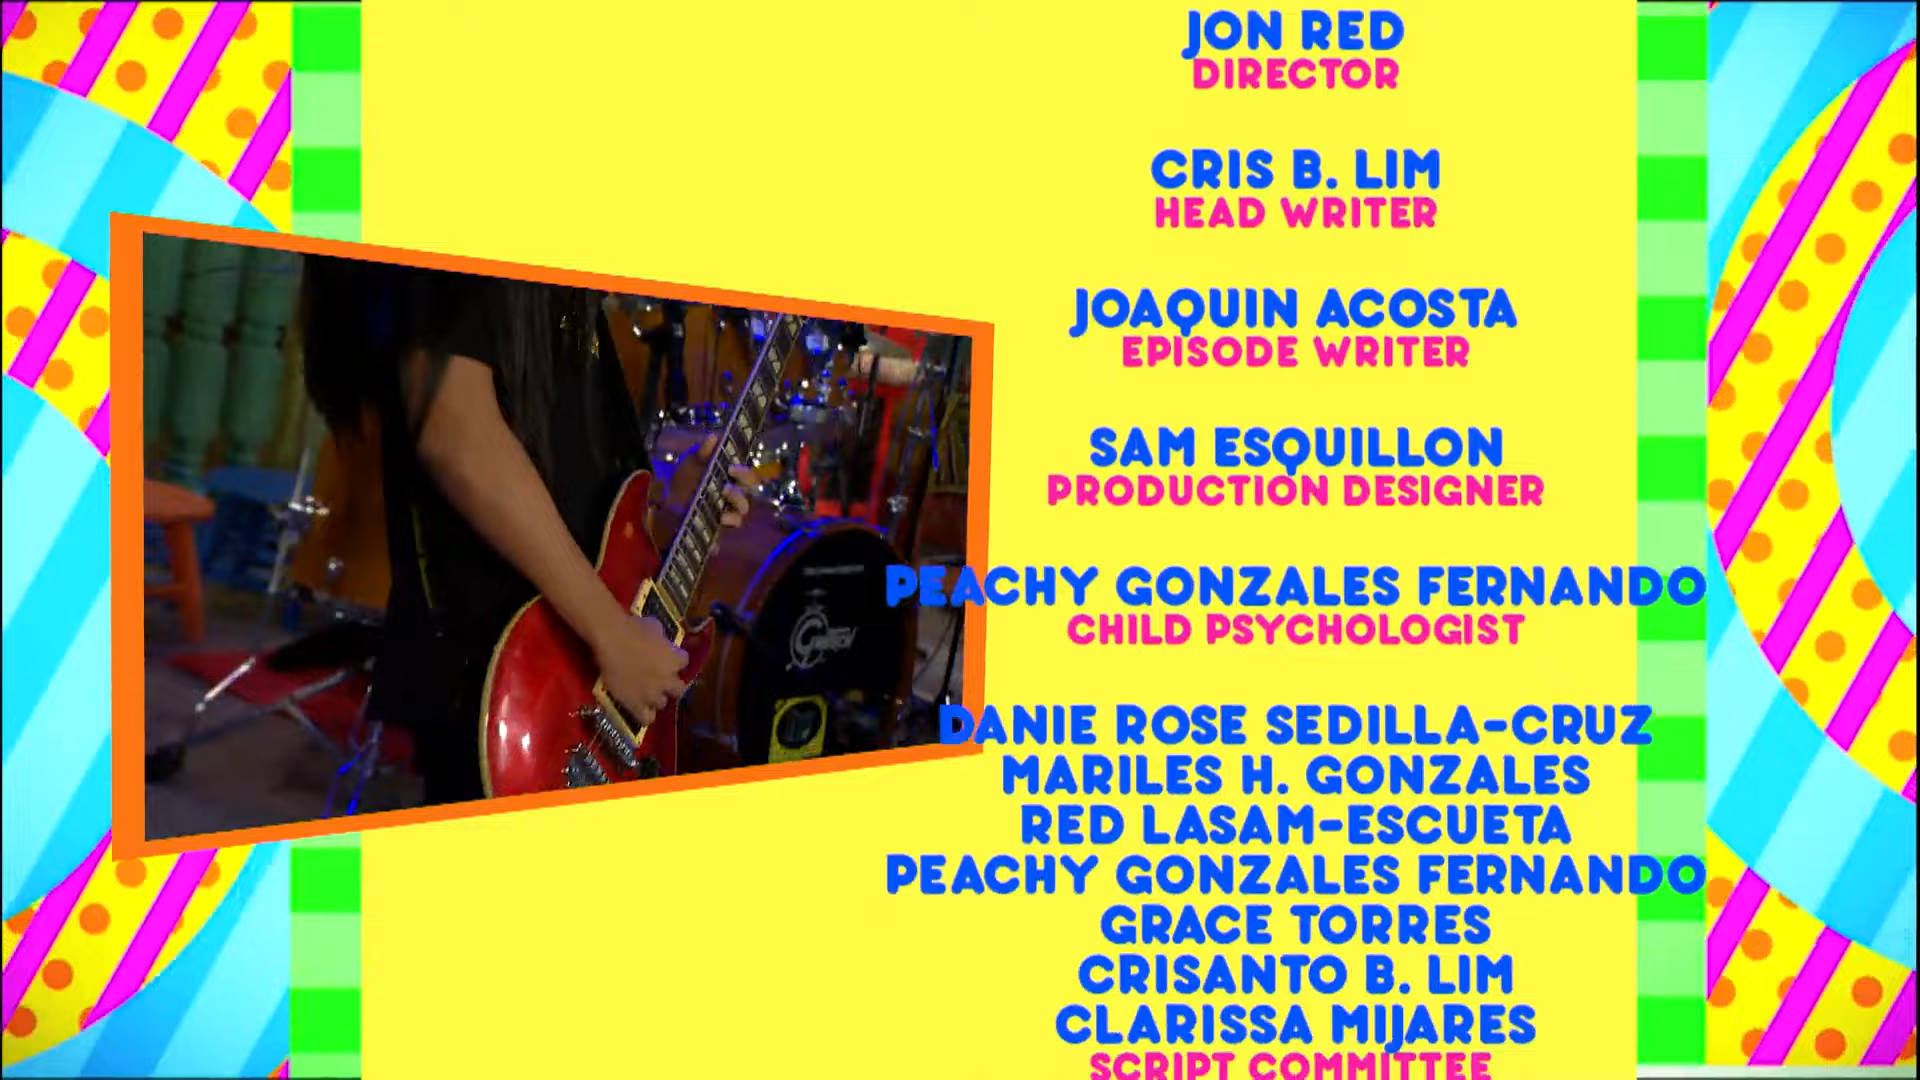 JON RED
DIRECTOR
CRIS B. LIM
HEAD WRITER
JOAQUIN ACOSTA
EPISODE WRITER
SAM ESQUILLON
PRODUCTION DESIGNER
PEACHY GONZALES FERNANDO
CHILD PSYCHOLOGIST
DANIE ROSE SEDILLA-CRUZ
MARILES H. GONZALES
RED LASAM-ESCUETA
PEACHY GONZALES FERNANDO
GRACE TORRES
CRISANTO B. LIM
CLARISSA MIJARES
SCRIPT COMMITTEE